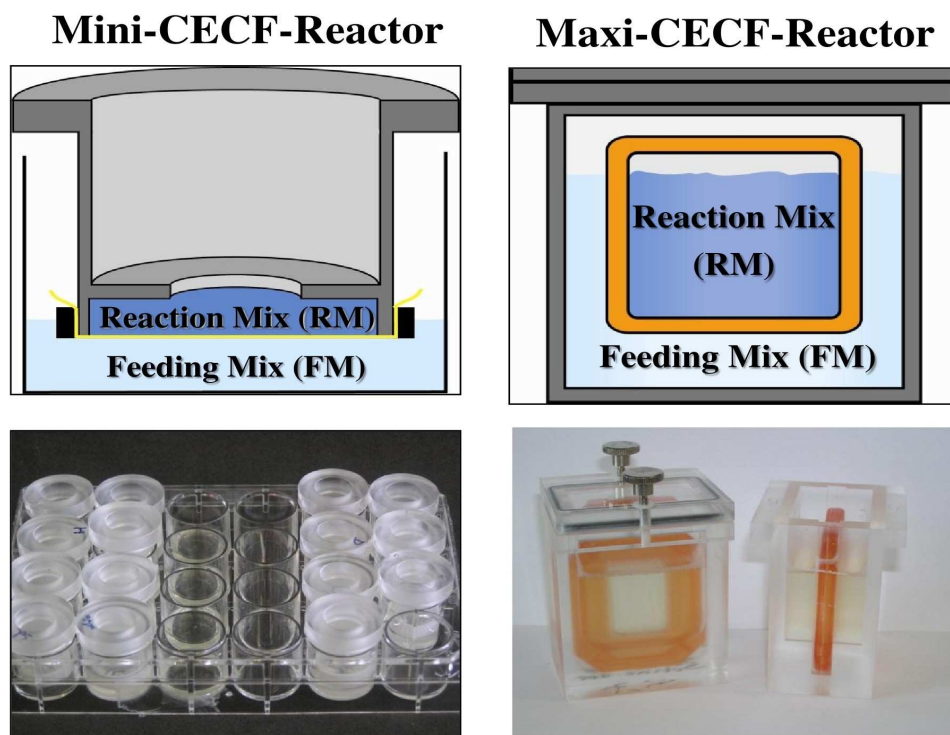 Mini-CECF-Reactor
Maxi-CECF-Reactor
Reaction Mix (RM)
Feeding Mix (FM)
Reaction Mix
(RM)
Feeding Mix (FM)